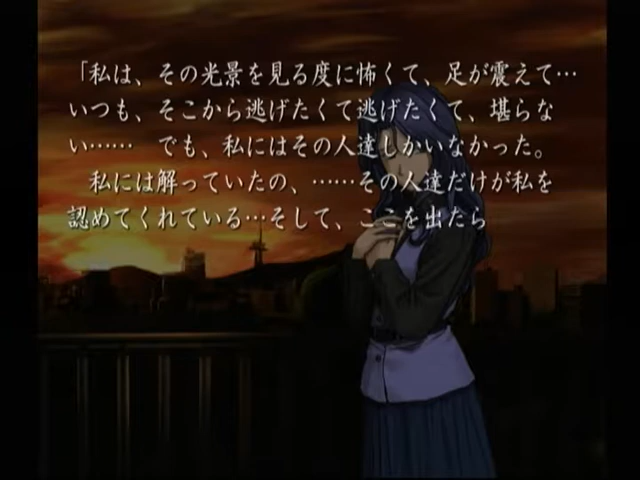 「私は、その光景を見る度に怖くて、足が震えて…
いつも、そこから逃げたくて逃げたくて、堪らな
い……　でも、私にはその人達しかいなかった。
　私には解っていたの、……その人達だけが私を
認めてくれている…そして、ここを出たら